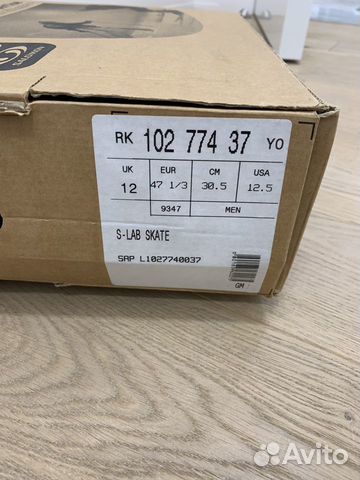 SALOMON
RK 102 774 37 YO
UK EUR CM USA
12 47 1/3 30.5 12.5
9347 MEN
S-LAB SKATE
SAP L1027740037
GM
Avito